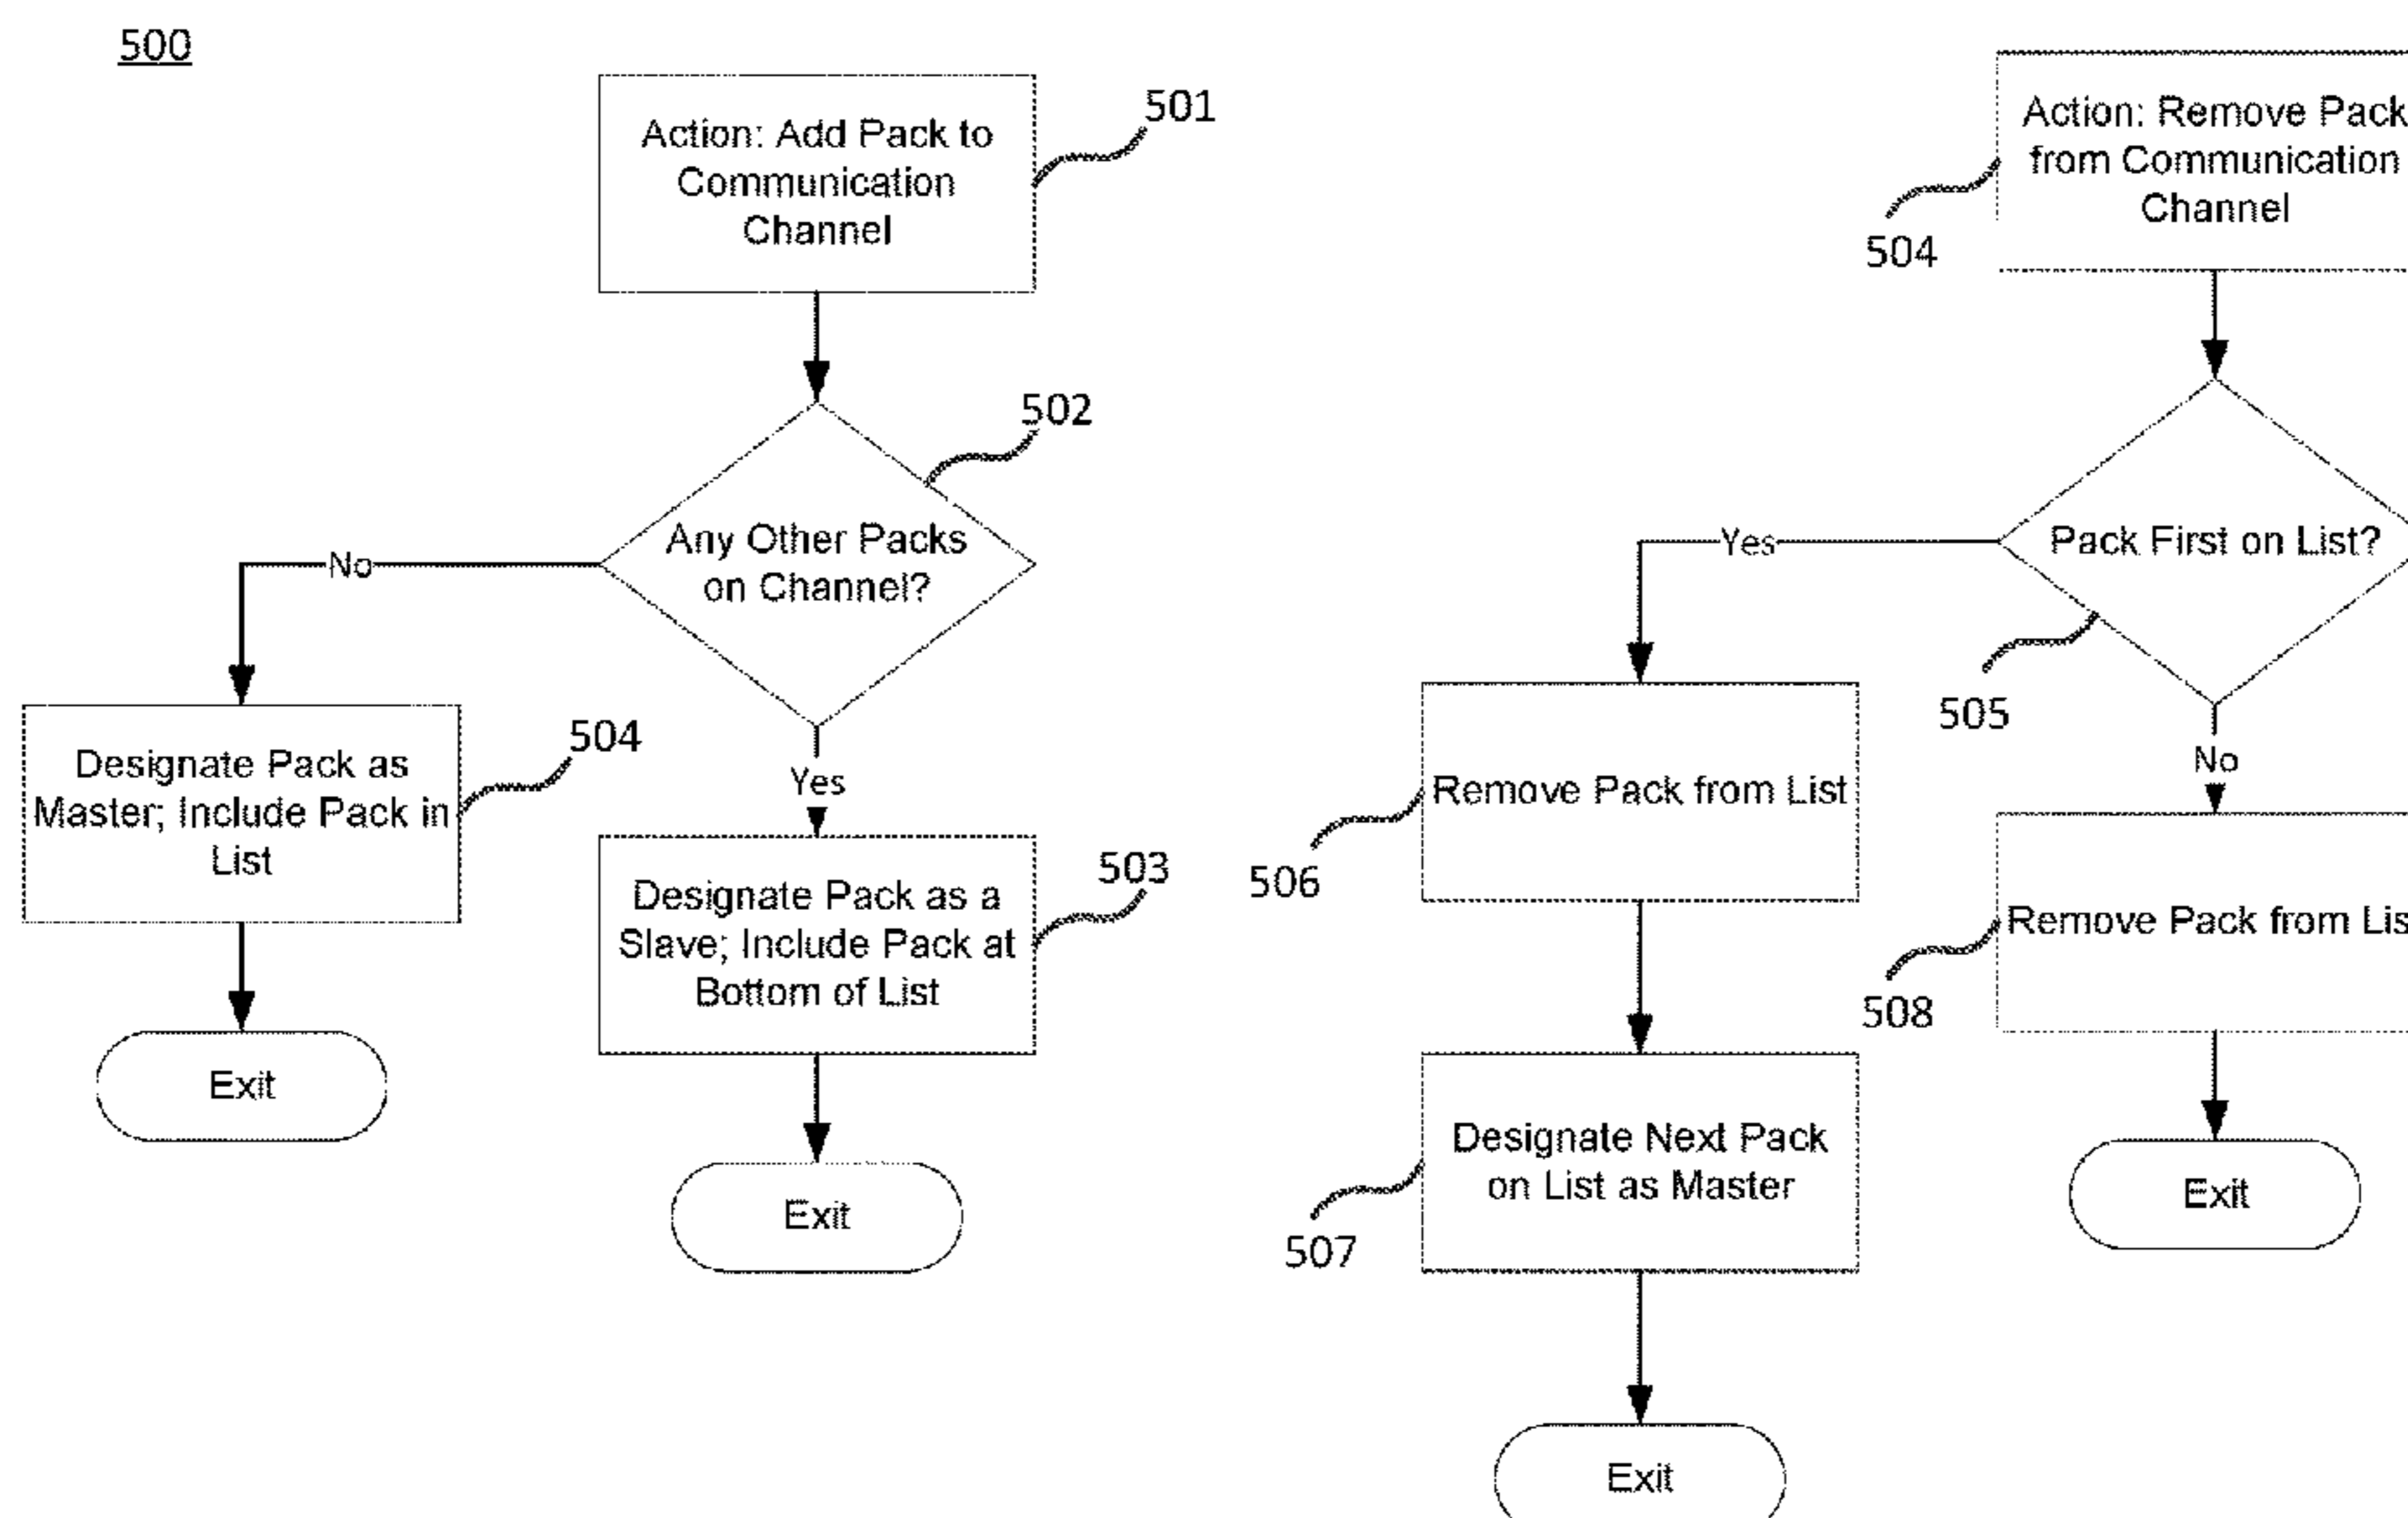 500
Action: Add Pack to
Communication
Channel
501
Any Other Packs
on Channel?
502
No
Yes
Designate Pack as
Master; Include Pack in
List
504
Exit
Designate Pack as a
Slave; Include Pack at
Bottom of List
503
Exit
Action: Remove Pack
from Communication
Channel
504
Pack First on List?
505
Yes
No
Remove Pack from List
506
Designate Next Pack
on List as Master
507
Exit
Remove Pack from Lis
508
Exit